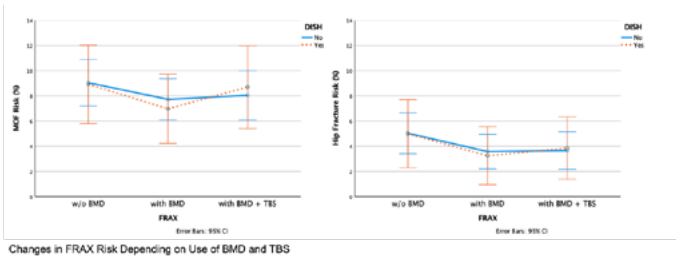 DISH
No
Yes
14
12
10
8
6
4
2
0
MOF Risk (%)
w/o BMD
with BMD
with BMD + TBS
FRAX
Error Bars: 95% CI
DISH
No
Yes
14
12
10
8
6
4
2
0
Hip Fracture Risk (%)
w/o BMD
with BMD
with BMD + TBS
FRAX
Error Bars: 95% CI
Changes in FRAX Risk Depending on Use of BMD and TBS